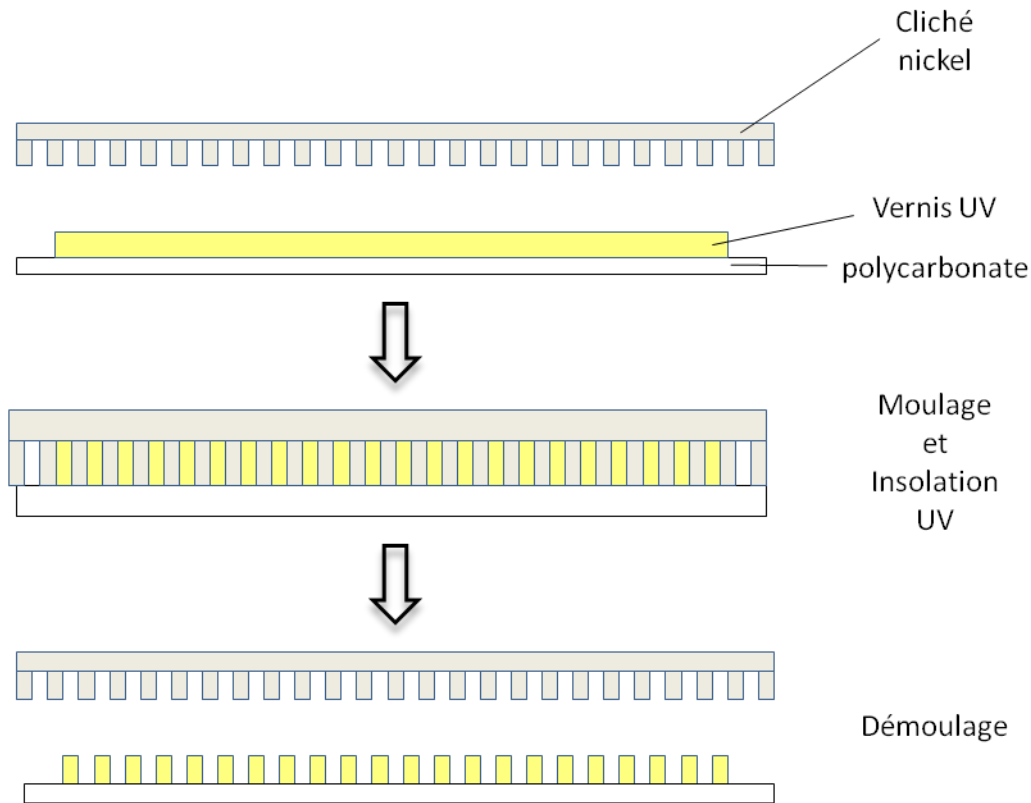 Cliché
nickel
Vernis UV
polycarbonate
Moulage
et
Insolation
UV
Démoulage